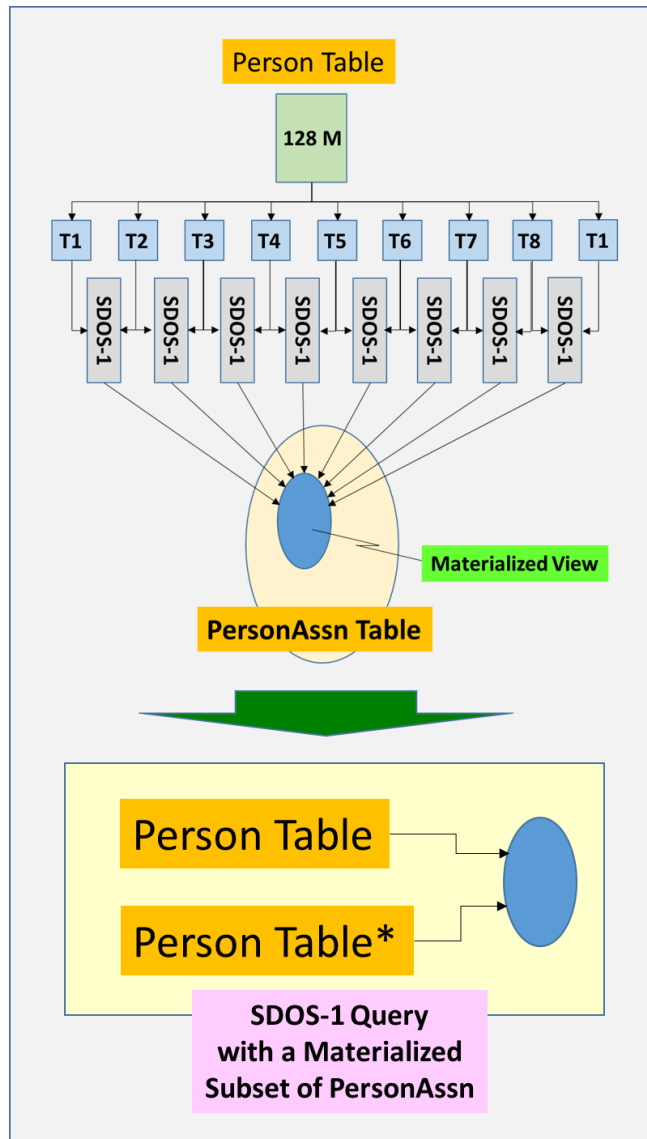 Person Table
128 M
T1 T2 T3 T4 T5 T6 T7 T8 T1
SDOS-1 SDOS-1 SDOS-1 SDOS-1 SDOS-1 SDOS-1 SDOS-1 SDOS-1
Materialized View
PersonAssn Table
Person Table
Person Table*
SDOS-1 Query
with a Materialized
Subset of PersonAssn